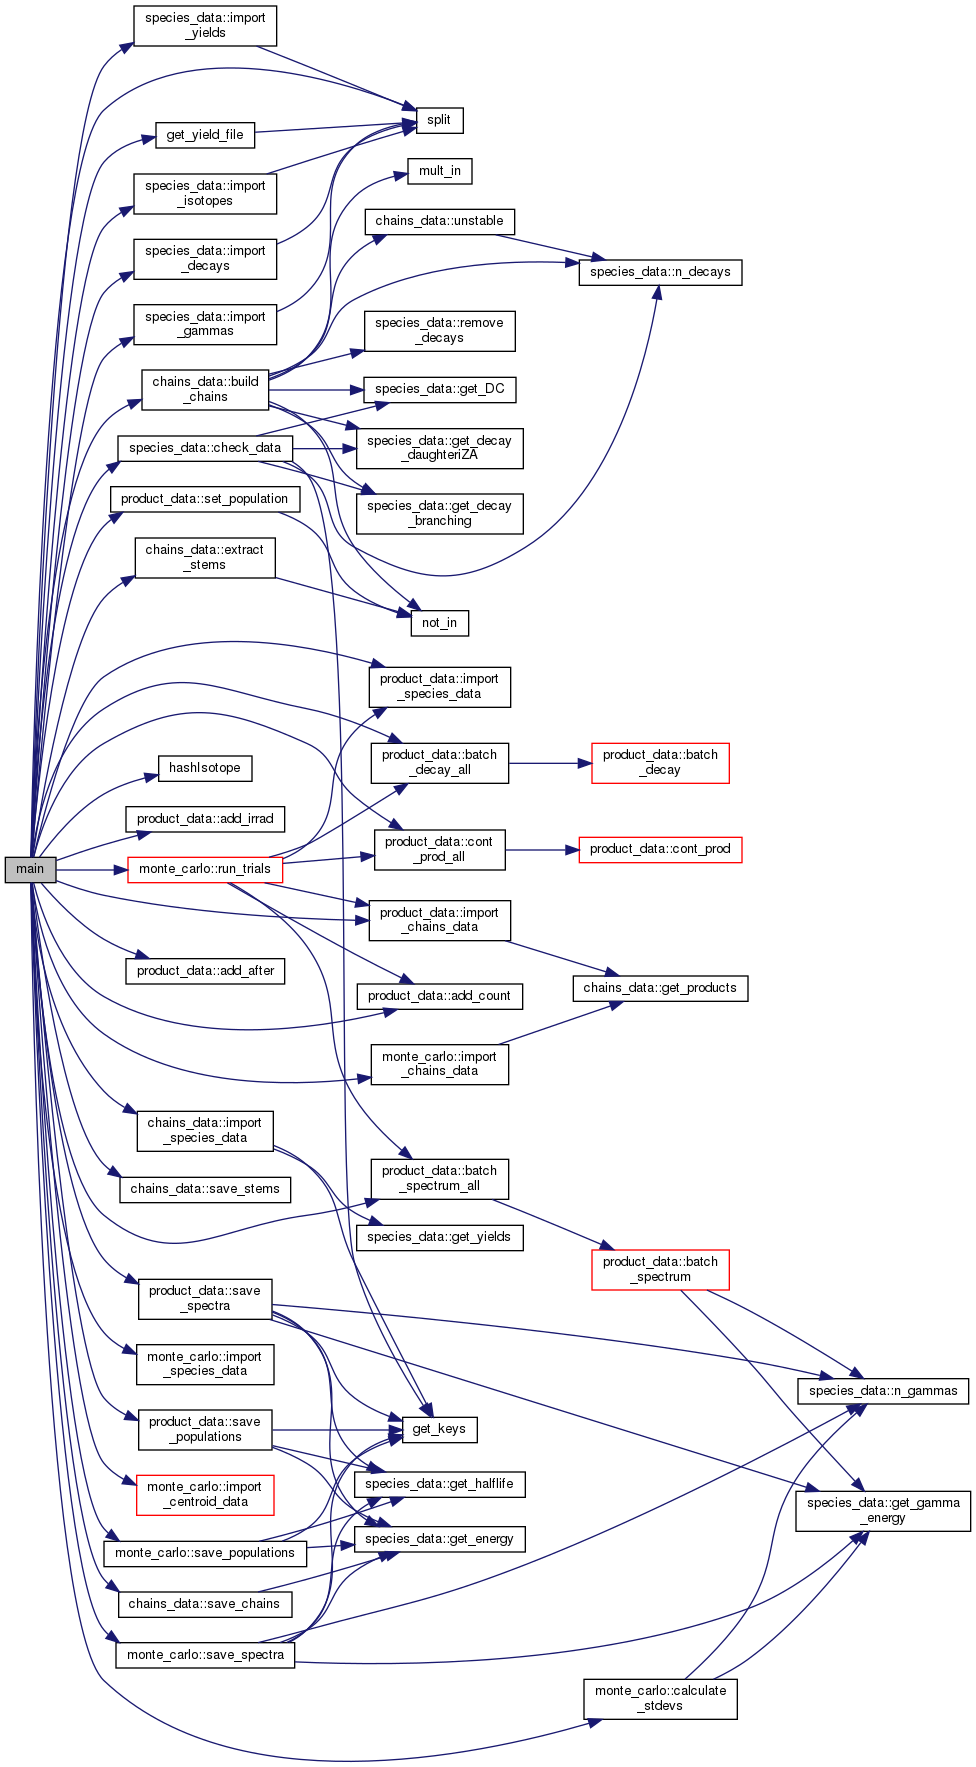 species_data::import
_yields
split
get_yield_file
mult_in
species_data::import
_isotopes
chains_data::unstable
species_data::import
_decays
species_data::n_decays
species_data::import
_gammas
species_data::remove
_decays
chains_data::build
_chains
species_data::get_DC
species_data::check_data
species_data::get_decay
_daughteriZA
product_data::set_population
species_data::get_decay
_branching
chains_data::extract
_stems
not_in
product_data::import
_species_data
hashIsotope
product_data::batch
_decay_all
product_data::batch
_decay
product_data::add_irrad
product_data::cont
_prod_all
product_data::cont_prod
main
monte_carlo::run_trials
product_data::import
_chains_data
product_data::add_after
product_data::add_count
chains_data::get_products
monte_carlo::import
_chains_data
chains_data::import
_species_data
product_data::batch
_spectrum_all
chains_data::save_stems
species_data::get_yields
product_data::batch
_spectrum
product_data::save
_spectra
monte_carlo::import
_species_data
species_data::n_gammas
product_data::save
_populations
get_keys
monte_carlo::import
_centroid_data
species_data::get_halflife
species_data::get_gamma
_energy
monte_carlo::save_populations
species_data::get_energy
chains_data::save_chains
monte_carlo::save_spectra
monte_carlo::calculate
_stdevs